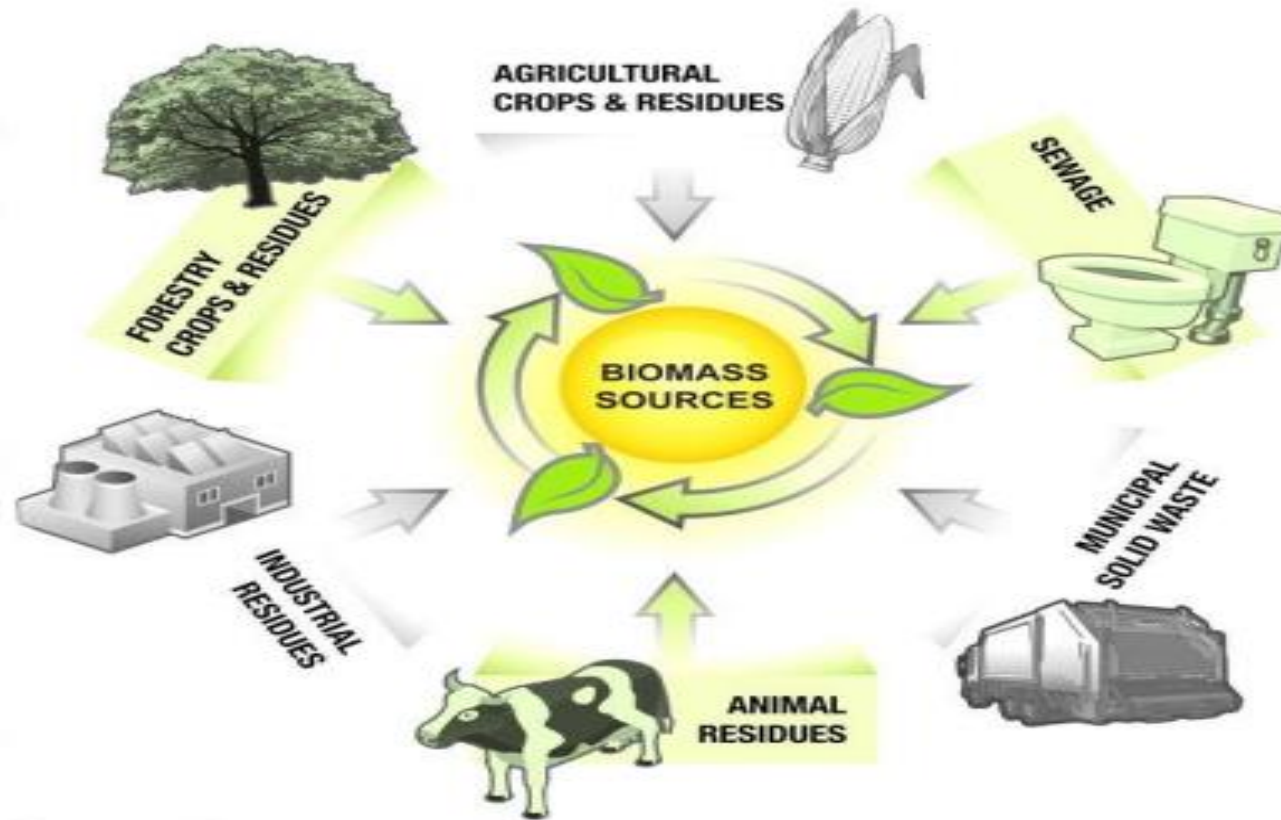 AGRICULTURAL
CROPS & RESIDUES
SEWAGE
MUNICIPAL
SOLID WASTE
ANIMAL
RESIDUES
INDUSTRIAL
RESIDUES
FORESTRY
CROPS & RESIDUES
BIOMASS
SOURCES